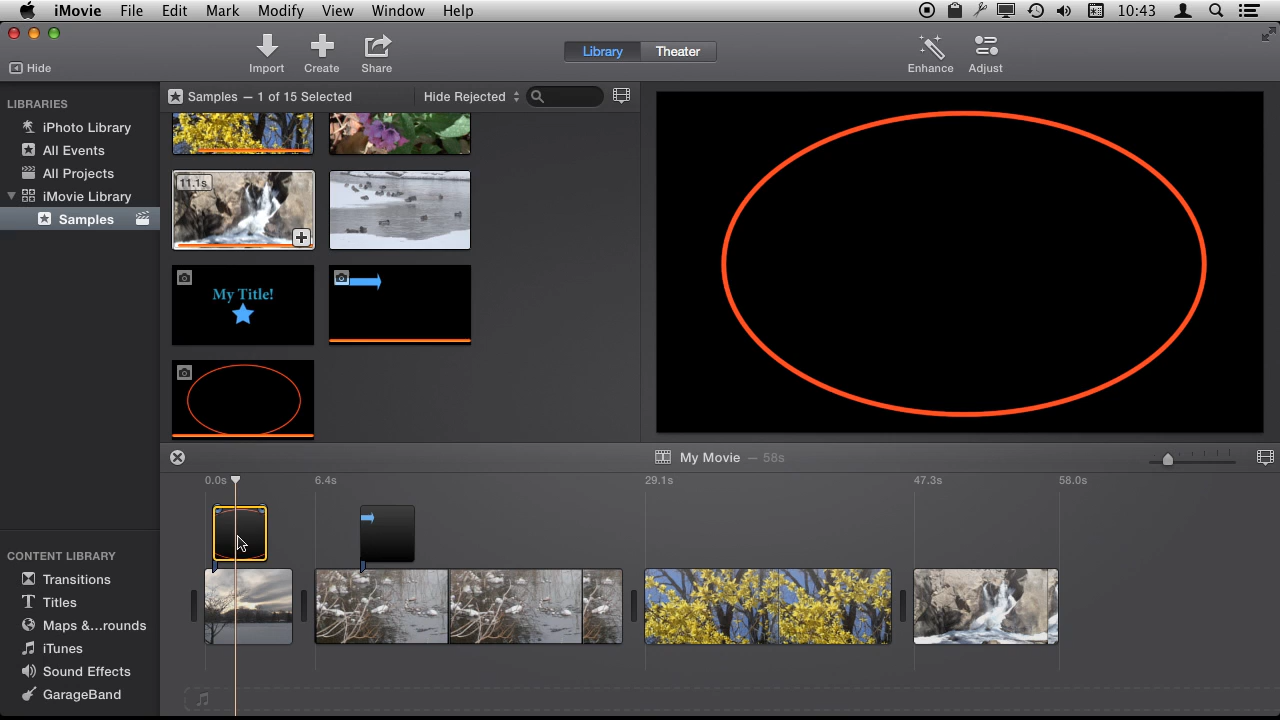 iMovie File Edit Mark Modify View Window Help 10:43
Hide
Import Create Share
Library Theater
Enhance Adjust
LIBRARIES
iPhoto Library
All Events
All Projects
iMovie Library
Samples
Samples — 1 of 15 Selected
Hide Rejected
11.1s
My Title!
My Movie — 58s
0.0s 6.4s 29.1s 47.3s 58.0s
CONTENT LIBRARY
Transitions
Titles
Maps &...rounds
iTunes
Sound Effects
GarageBand